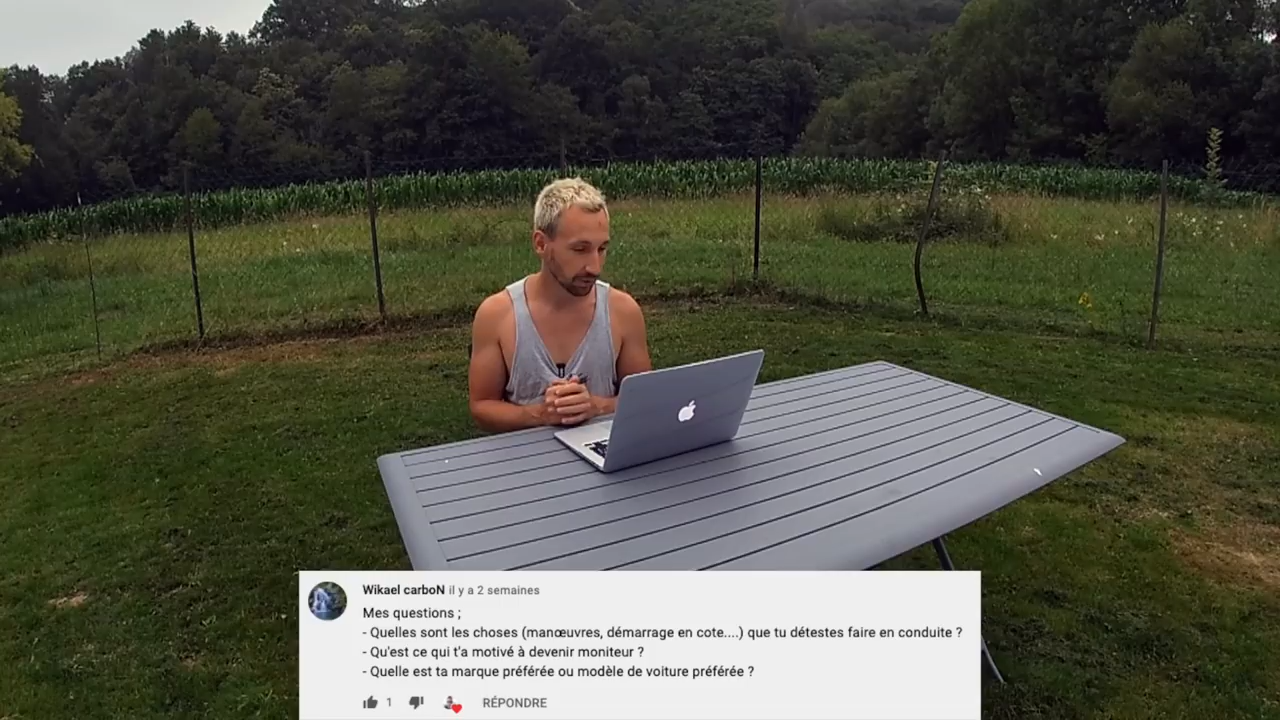 Wikael carboN il y a 2 semaines
Mes questions ;
- Quelles sont les choses (manœuvres, démarrage en cote....) que tu détestes faire en conduite ?
- Qu'est ce qui t'a motivé à devenir moniteur ?
- Quelle est ta marque préférée ou modèle de voiture préférée ?
1 RÉPONDRE